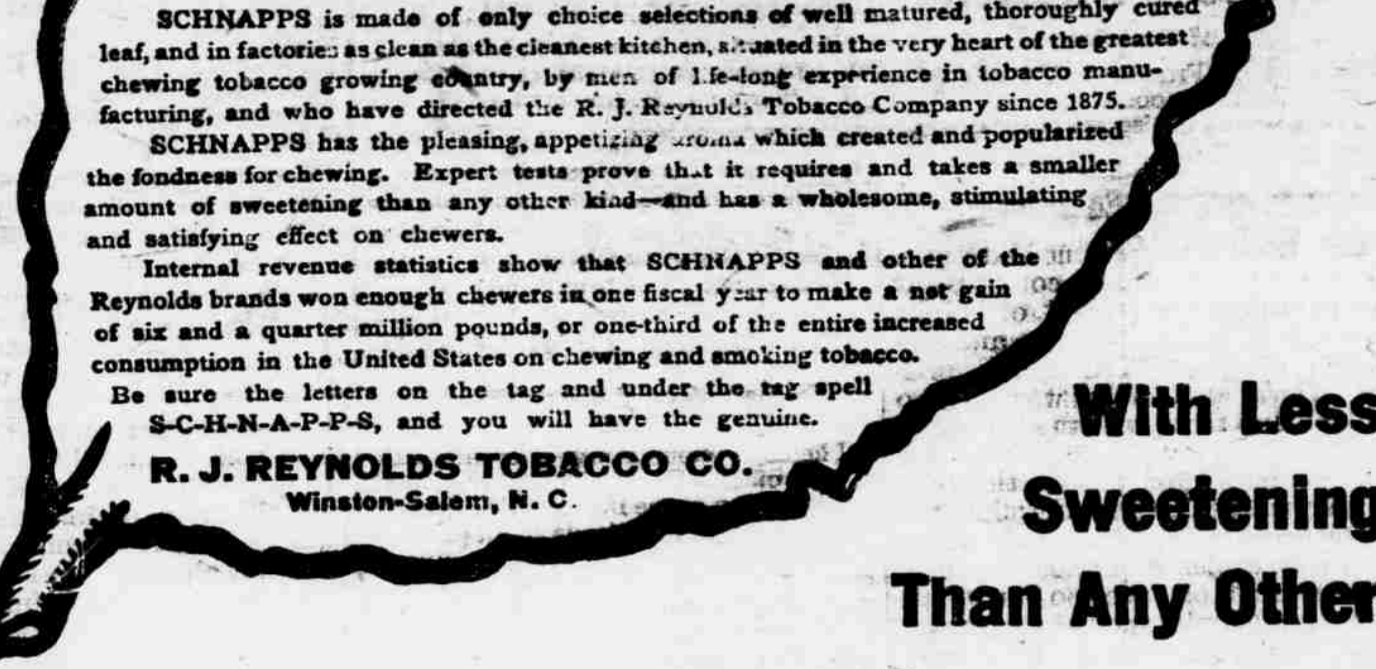 SCHNAPPS is made of only choice selections of well matured, thoroughly cured
leaf, and in factories as clean as the cleanest kitchen, situated in the very heart of the greatest
chewing tobacco growing country, by men of life-long experience in tobacco manu-
facturing, and who have directed the R. J. Reynolds Tobacco Company since 1875.
SCHNAPPS has the pleasing, appetizing aroma which created and popularized
the fondness for chewing. Expert tests prove that it requires and takes a smaller
amount of sweetening than any other kind—and has a wholesome, stimulating
and satisfying effect on chewers.
Internal revenue statistics show that SCHNAPPS and other of the
Reynolds brands won enough chewers in one fiscal year to make a net gain
of six and a quarter million pounds, or one-third of the entire increased
consumption in the United States on chewing and smoking tobacco.
Be sure the letters on the tag and under the tag spell
S-C-H-N-A-P-P-S, and you will have the genuine.
R. J. REYNOLDS TOBACCO CO.
Winston-Salem, N. C.
With Less
Sweetening
Than Any Other